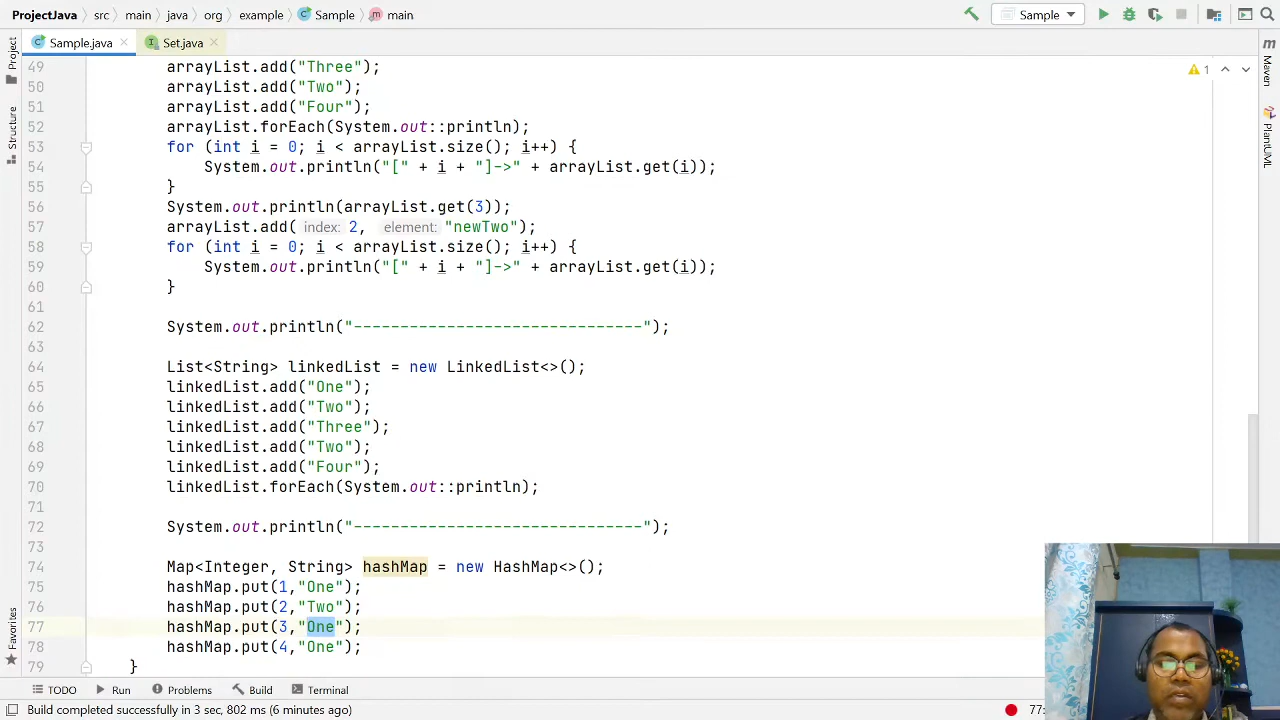 ProjectJava > src > main > java > org > example > Sample > main
Sample
Sample.java
Set.java
Project
Structure
Favorites
Maven
PlantUML
1
49 arrayList.add("Three");
50 arrayList.add("Two");
51 arrayList.add("Four");
52 arrayList.forEach(System.out::println);
53 for (int i = 0; i < arrayList.size(); i++) {
54 System.out.println("[" + i + "]->" + arrayList.get(i));
55 }
56 System.out.println(arrayList.get(3));
57 arrayList.add( index: 2, element: "newTwo");
58 for (int i = 0; i < arrayList.size(); i++) {
59 System.out.println("[" + i + "]->" + arrayList.get(i));
60 }
61
62 System.out.println("-------------------------------");
63
64 List<String> linkedList = new LinkedList<>();
65 linkedList.add("One");
66 linkedList.add("Two");
67 linkedList.add("Three");
68 linkedList.add("Two");
69 linkedList.add("Four");
70 linkedList.forEach(System.out::println);
71
72 System.out.println("-------------------------------");
73
74 Map<Integer, String> hashMap = new HashMap<>();
75 hashMap.put(1,"One");
76 hashMap.put(2,"Two");
77 hashMap.put(3,"One");
78 hashMap.put(4,"One");
79 }
TODO Run Problems Build Terminal
Build completed successfully in 3 sec, 802 ms (6 minutes ago)